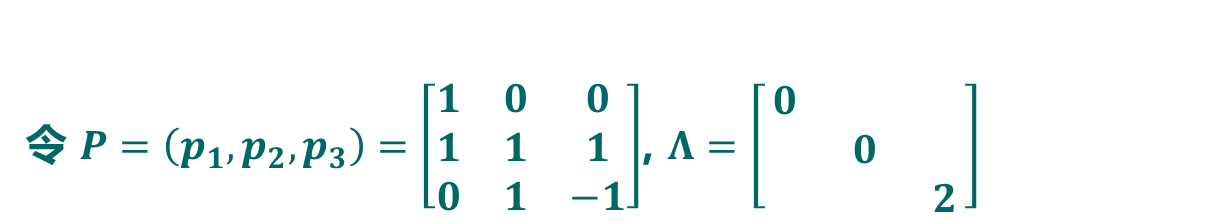 令 P = (p₁, p₂, p₃) = [1 0 0; 1 1 1; 0 1 −1], Λ = [0; 0; 2]